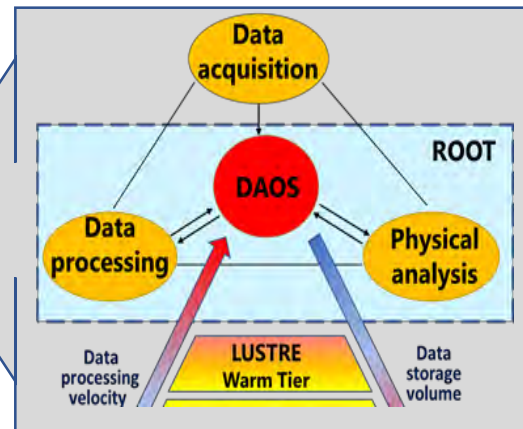 Data
acquisition
ROOT
DAOS
Data
processing
Physical
analysis
Data
processing
velocity
LUSTRE
Warm Tier
Data
storage
volume